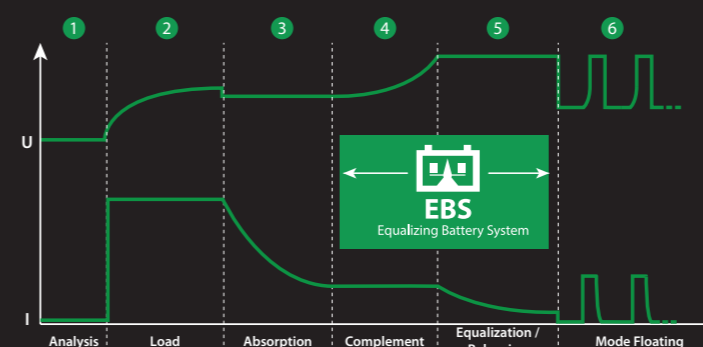 1 2 3 4 5 6
U
EBS
Equalizing Battery System
I
Analysis Load Absorption Complement Equalization / Mode Floating